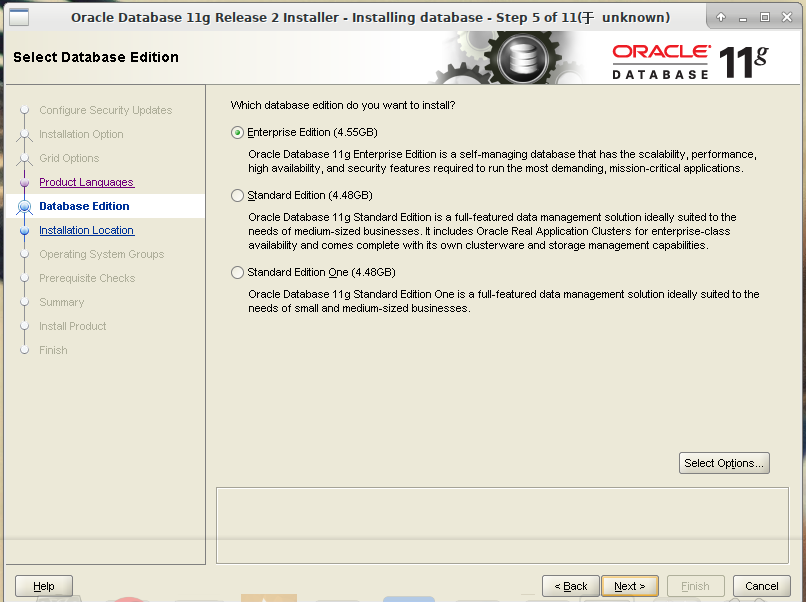 Oracle Database 11g Release 2 Installer - Installing database - Step 5 of 11(于 unknown)
Select Database Edition
ORACLE
DATABASE 11g
Configure Security Updates
Installation Option
Grid Options
Product Languages
Database Edition
Installation Location
Operating System Groups
Prerequisite Checks
Summary
Install Product
Finish
Which database edition do you want to install?
Enterprise Edition (4.55GB)
Oracle Database 11g Enterprise Edition is a self-managing database that has the scalability, performance,
high availability, and security features required to run the most demanding, mission-critical applications.
Standard Edition (4.48GB)
Oracle Database 11g Standard Edition is a full-featured data management solution ideally suited to the
needs of medium-sized businesses. It includes Oracle Real Application Clusters for enterprise-class
availability and comes complete with its own clusterware and storage management capabilities.
Standard Edition One (4.48GB)
Oracle Database 11g Standard Edition One is a full-featured data management solution ideally suited to the
needs of small and medium-sized businesses.
Select Options...
Help
< Back
Next >
Finish
Cancel